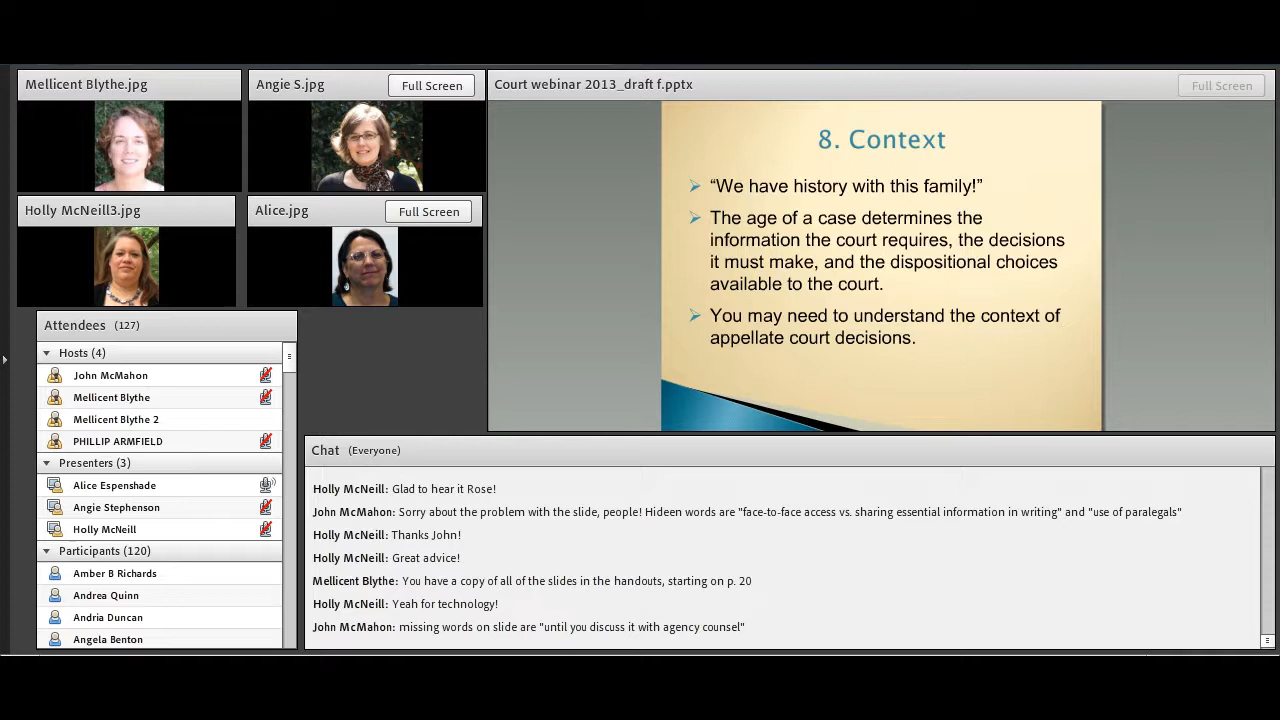 Mellicent Blythe.jpg
Angie S.jpg
Full Screen
Court webinar 2013_draft f.pptx
Full Screen
Holly McNeill3.jpg
Alice.jpg
Full Screen
8. Context
“We have history with this family!”
The age of a case determines the
information the court requires, the decisions
it must make, and the dispositional choices
available to the court.
You may need to understand the context of
appellate court decisions.
Attendees (127)
Hosts (4)
John McMahon
Mellicent Blythe
Mellicent Blythe 2
PHILLIP ARMFIELD
Presenters (3)
Alice Espenshade
Angie Stephenson
Holly McNeill
Participants (120)
Amber B Richards
Andrea Quinn
Andria Duncan
Angela Benton
Chat (Everyone)
Holly McNeill: Glad to hear it Rose!
John McMahon: Sorry about the problem with the slide, people! Hideen words are "face-to-face access vs. sharing essential information in writing" and "use of paralegals"
Holly McNeill: Thanks John!
Holly McNeill: Great advice!
Mellicent Blythe: You have a copy of all of the slides in the handouts, starting on p. 20
Holly McNeill: Yeah for technology!
John McMahon: missing words on slide are "until you discuss it with agency counsel"